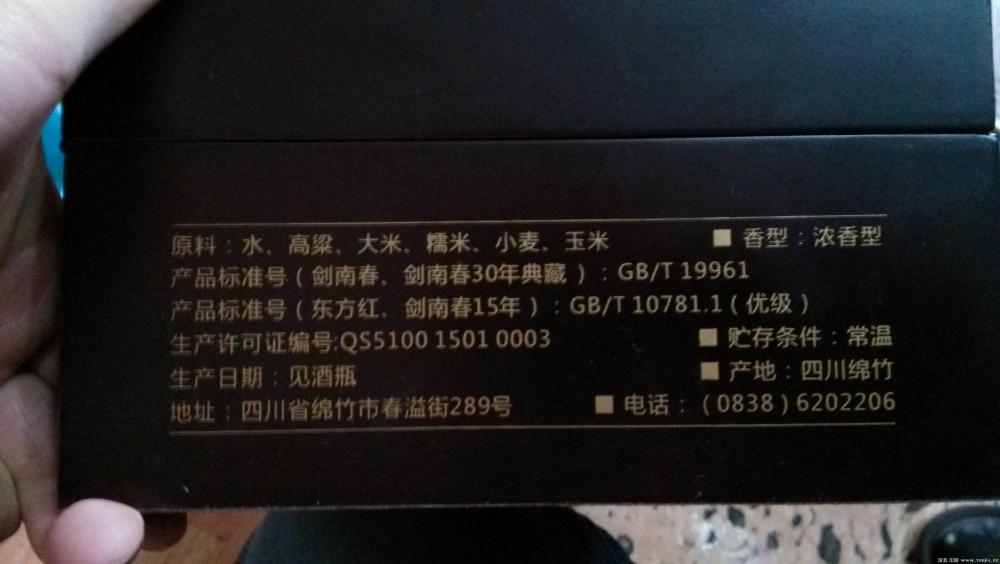 原料：水、高粱、大米、糯米、小麦、玉米 ■ 香型：浓香型
产品标准号（剑南春、剑南春30年典藏）：GB/T 19961
产品标准号（东方红、剑南春15年）：GB/T 10781.1（优级）
生产许可证编号:QS5100 1501 0003 ■ 贮存条件：常温
生产日期：见酒瓶 ■ 产地：四川绵竹
地址：四川省绵竹市春溢街289号 ■ 电话：（0838）6202206